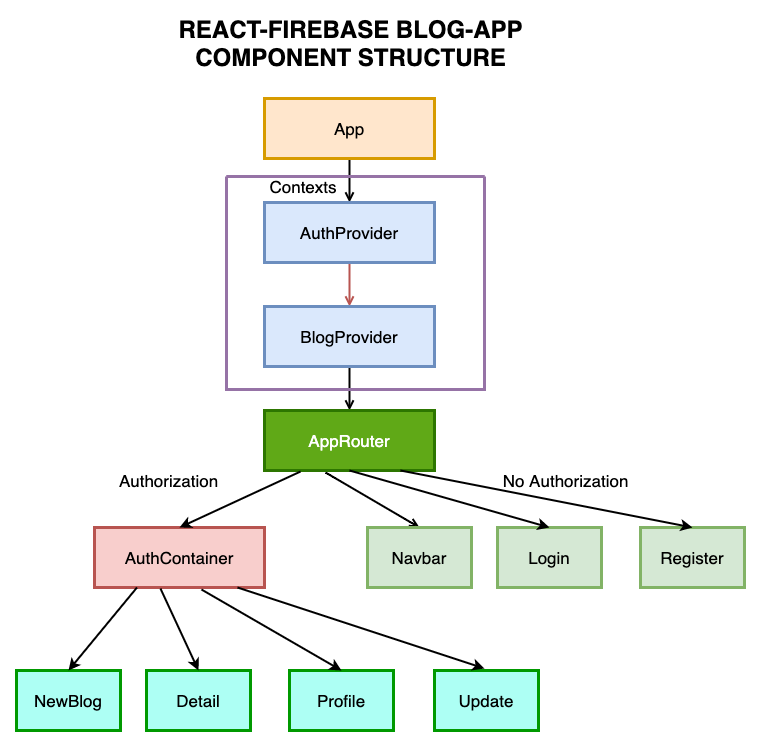 REACT-FIREBASE BLOG-APP
COMPONENT STRUCTURE
App
Contexts
AuthProvider
BlogProvider
AppRouter
Authorization
No Authorization
AuthContainer
Navbar
Login
Register
NewBlog
Detail
Profile
Update